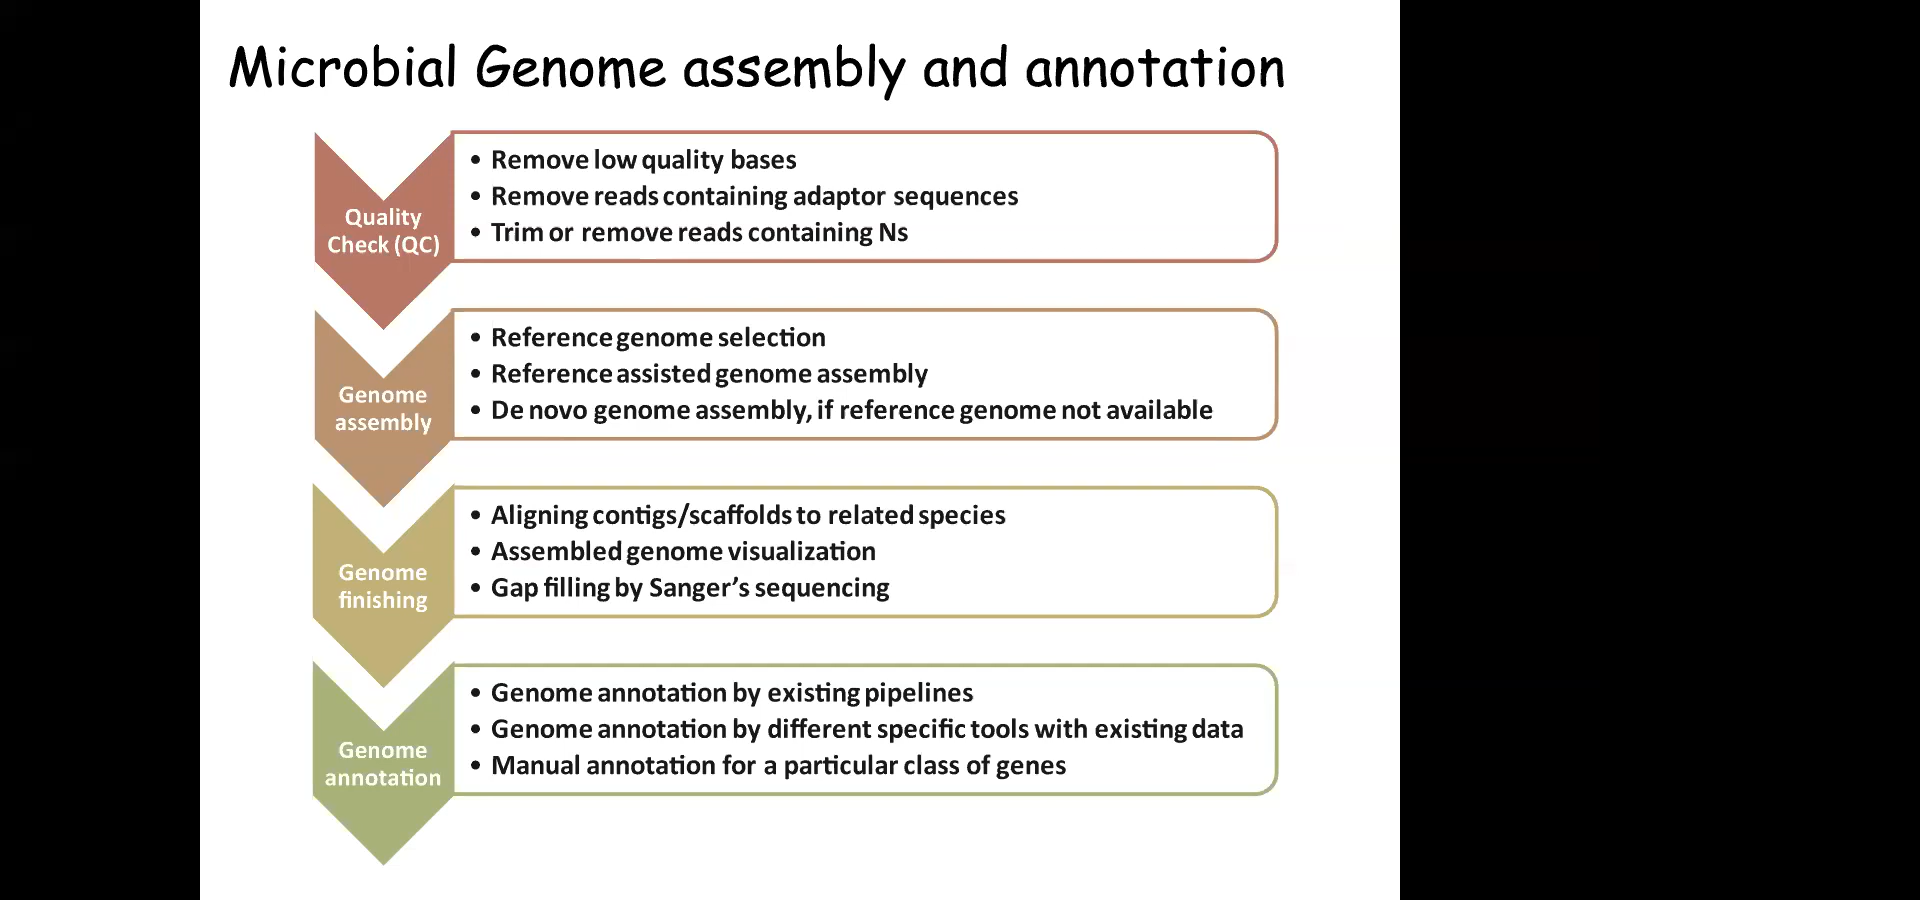 Microbial Genome assembly and annotation
Quality
Check (QC)
• Remove low quality bases
• Remove reads containing adaptor sequences
• Trim or remove reads containing Ns
Genome
assembly
• Reference genome selection
• Reference assisted genome assembly
• De novo genome assembly, if reference genome not available
Genome
finishing
• Aligning contigs/scaffolds to related species
• Assembled genome visualization
• Gap filling by Sanger’s sequencing
Genome
annotation
• Genome annotation by existing pipelines
• Genome annotation by different specific tools with existing data
• Manual annotation for a particular class of genes